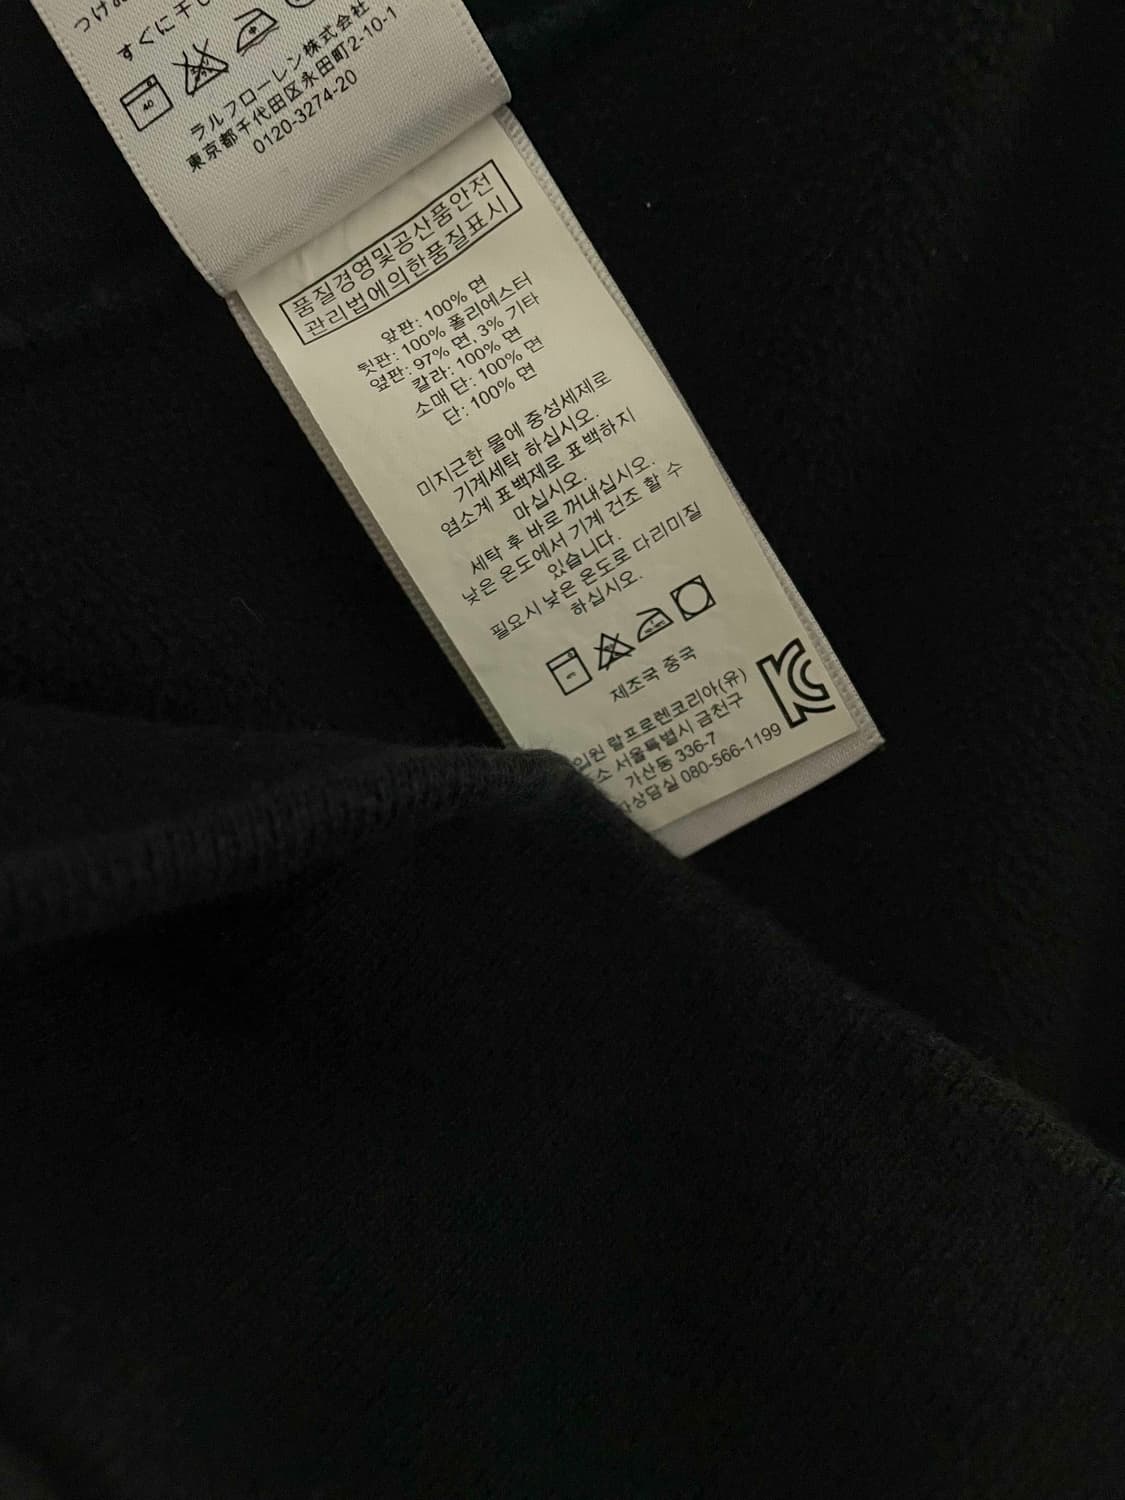 すぐに干し
40
ラルフローレン株式会社
東京都千代田区永田町2-10-1
0120-3274-20
품질경영및공산품안전
관리법에의한품질표시
앞판: 100% 면
뒷판: 100% 폴리에스터
옆판: 97% 면, 3% 기타
칼라: 100% 면
소매 단: 100% 면
단: 100% 면
미지근한 물에 중성세제로
기계세탁 하십시오.
염소계 표백제로 표백하지
마십시오.
세탁 후 바로 꺼내십시오.
낮은 온도에서 기계 건조 할 수
있습니다.
필요시 낮은 온도로 다리미질
하십시오.
제조국 중국
입원 랄프로렌코리아(유)
소 서울특별시 금천구
가산동 336-7
상담실 080-566-1199